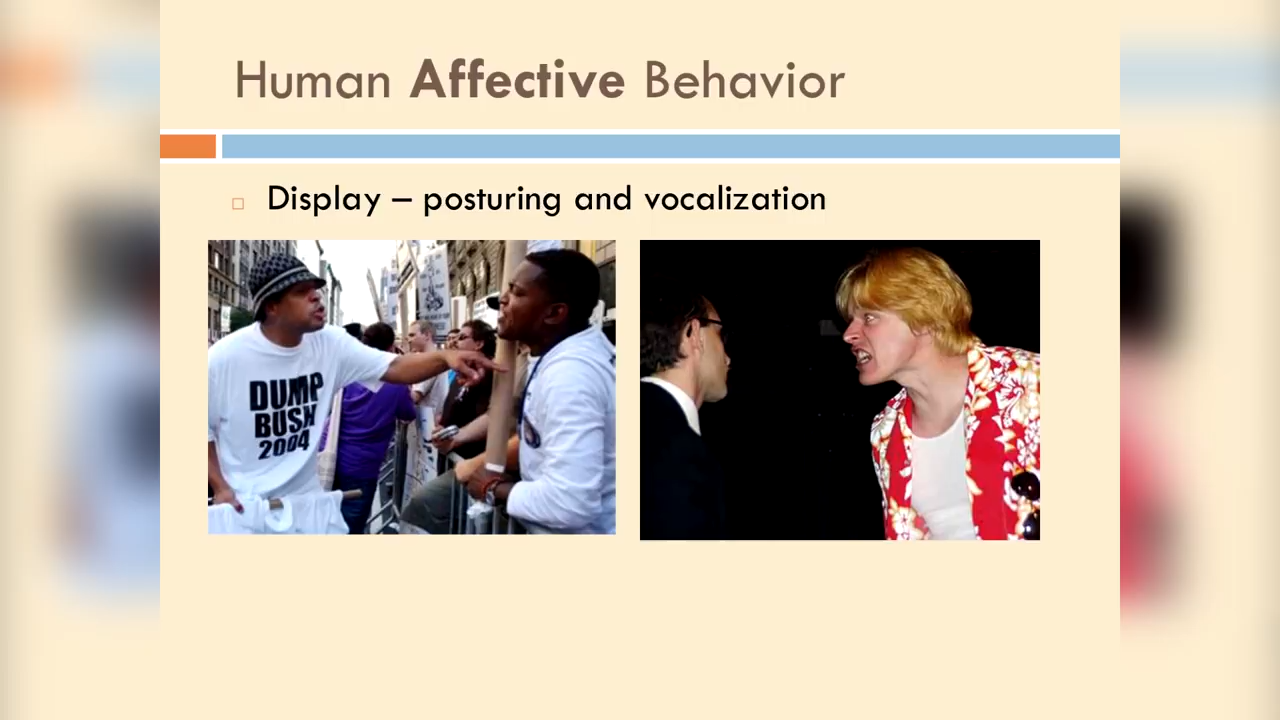 Human Affective Behavior
Display – posturing and vocalization
DUMP
BUSH
2004